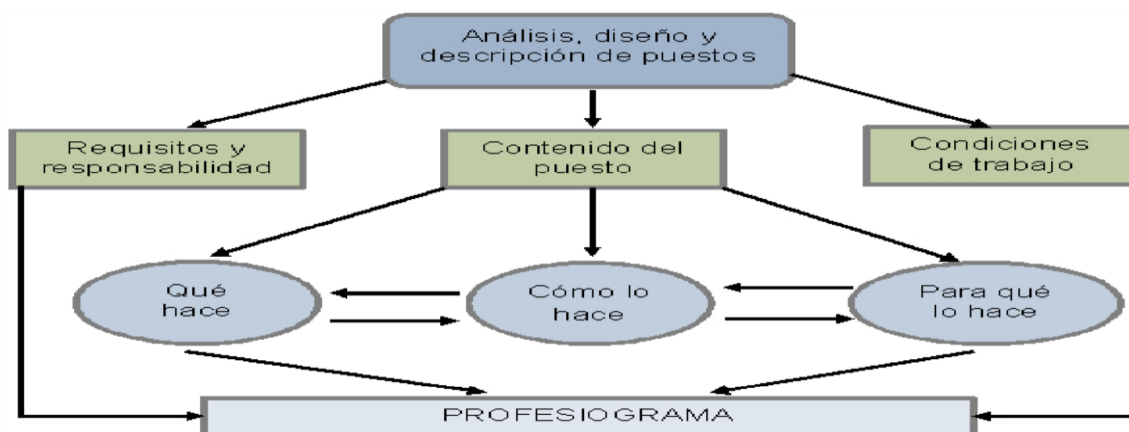 Análisis, diseño y
descripción de puestos
Requisitos y
responsabilidad
Contenido del
puesto
Condiciones
de trabajo
Qué
hace
Cómo lo
hace
Para qué
lo hace
PROFESIOGRAMA